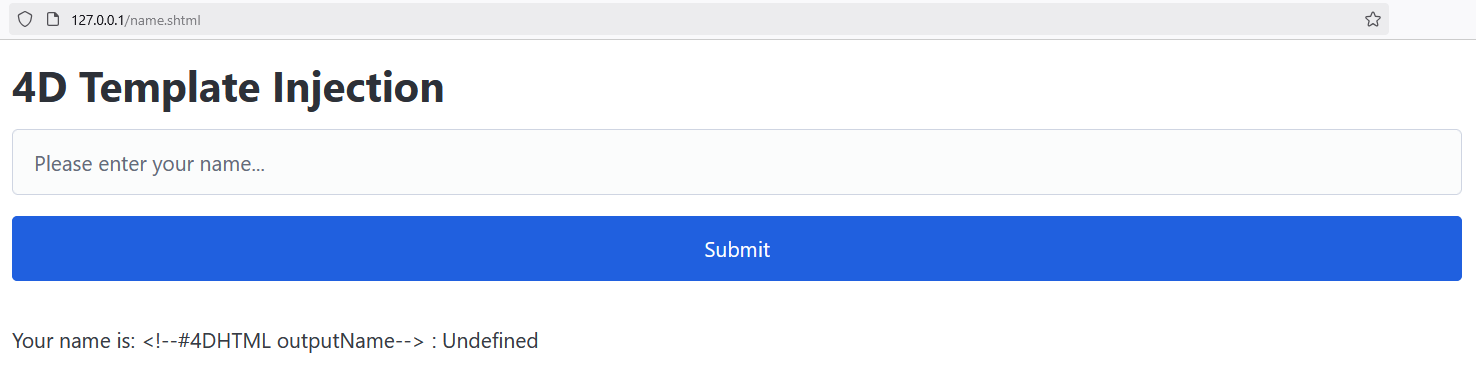 127.0.0.1/name.shtml
4D Template Injection
Please enter your name...
Submit
Your name is: <!--#4DHTML outputName--> : Undefined